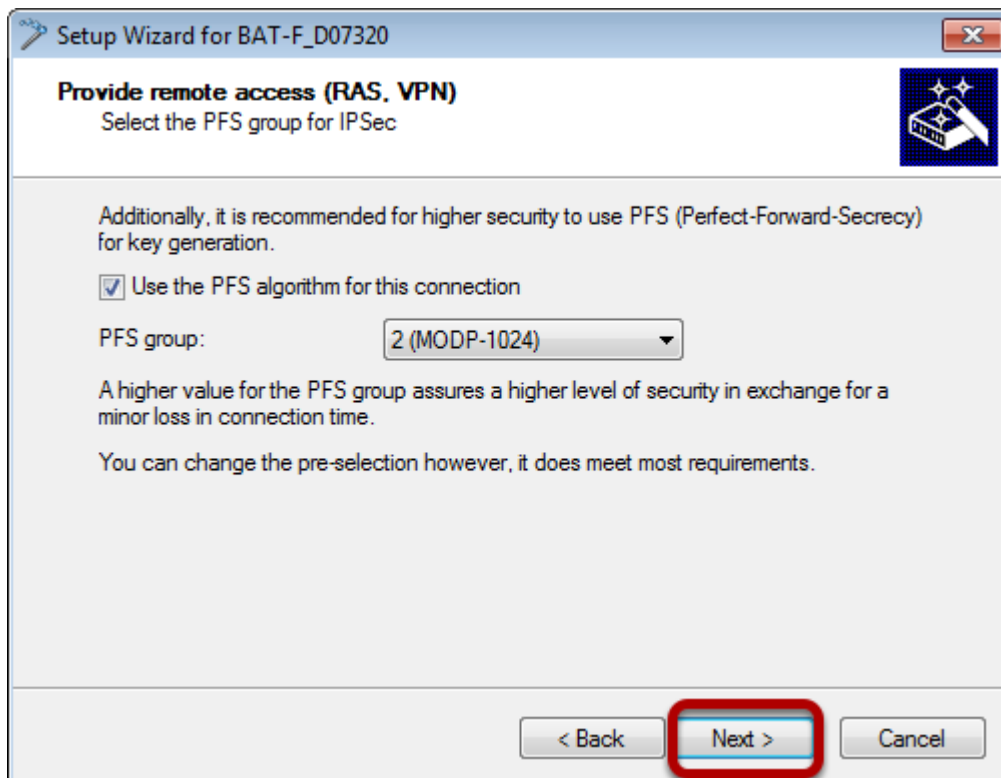 Setup Wizard for BAT-F_D07320
Provide remote access (RAS, VPN)
Select the PFS group for IPSec
Additionally, it is recommended for higher security to use PFS (Perfect-Forward-Secrecy)
for key generation.
Use the PFS algorithm for this connection
PFS group:
2 (MODP-1024)
A higher value for the PFS group assures a higher level of security in exchange for a
minor loss in connection time.
You can change the pre-selection however, it does meet most requirements.
< Back
Next >
Cancel